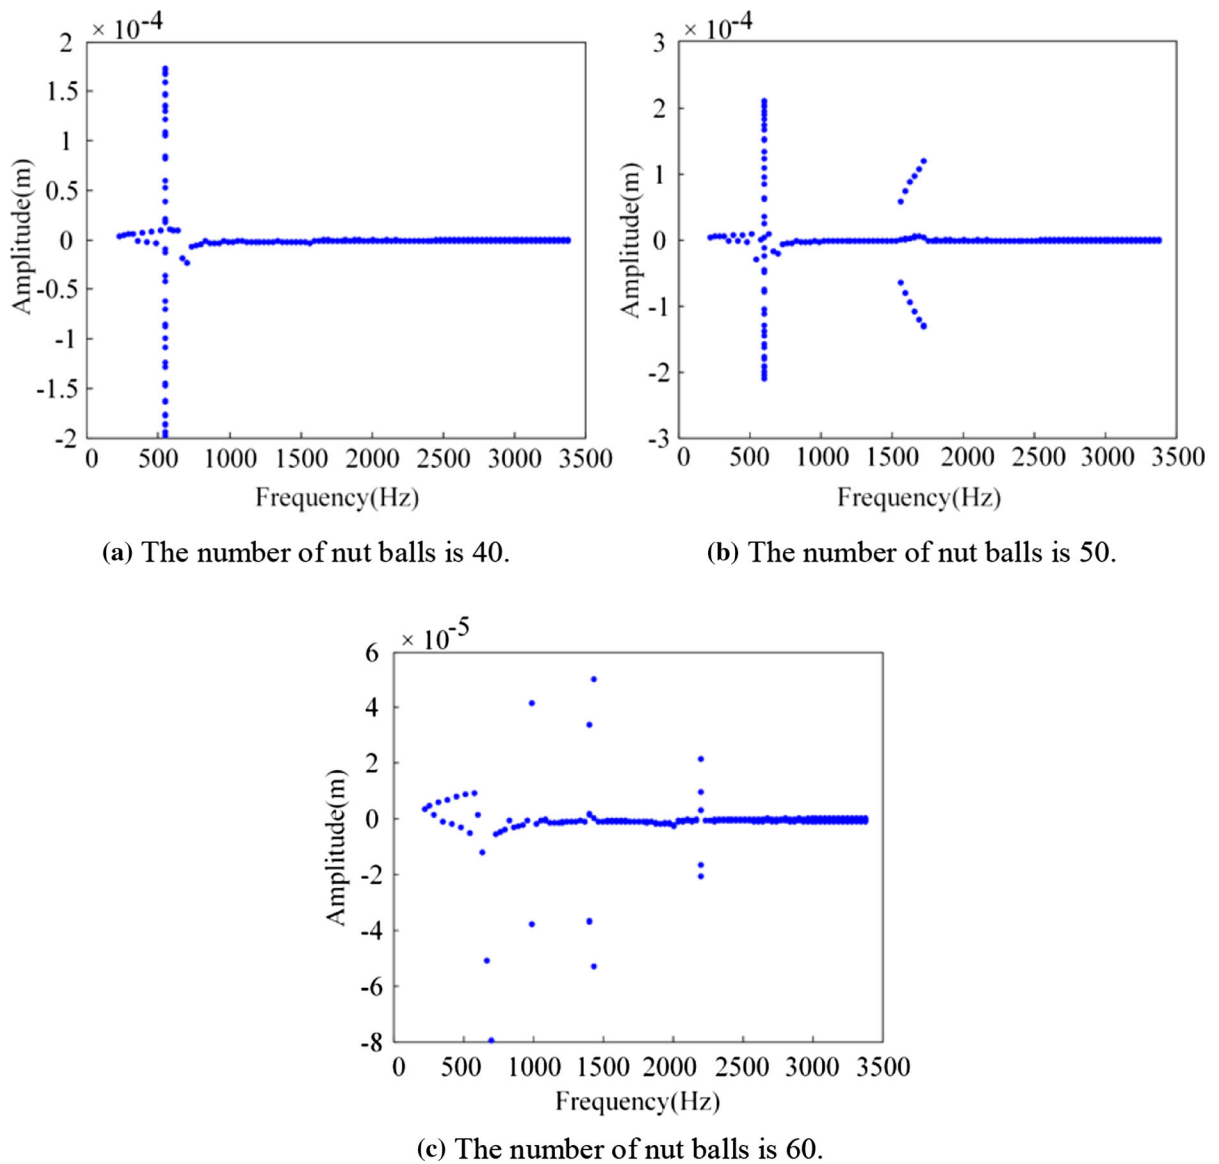 × 10-4
2
1.5
1
0.5
0
-0.5
-1
-1.5
-2
Amplitude(m)
0 500 1000 1500 2000 2500 3000 3500
Frequency(Hz)
(a) The number of nut balls is 40.
× 10-4
3
2
1
0
-1
-2
-3
Amplitude(m)
0 500 1000 1500 2000 2500 3000 3500
Frequency(Hz)
(b) The number of nut balls is 50.
× 10-5
6
4
2
0
-2
-4
-6
-8
Amplitude(m)
0 500 1000 1500 2000 2500 3000 3500
Frequency(Hz)
(c) The number of nut balls is 60.